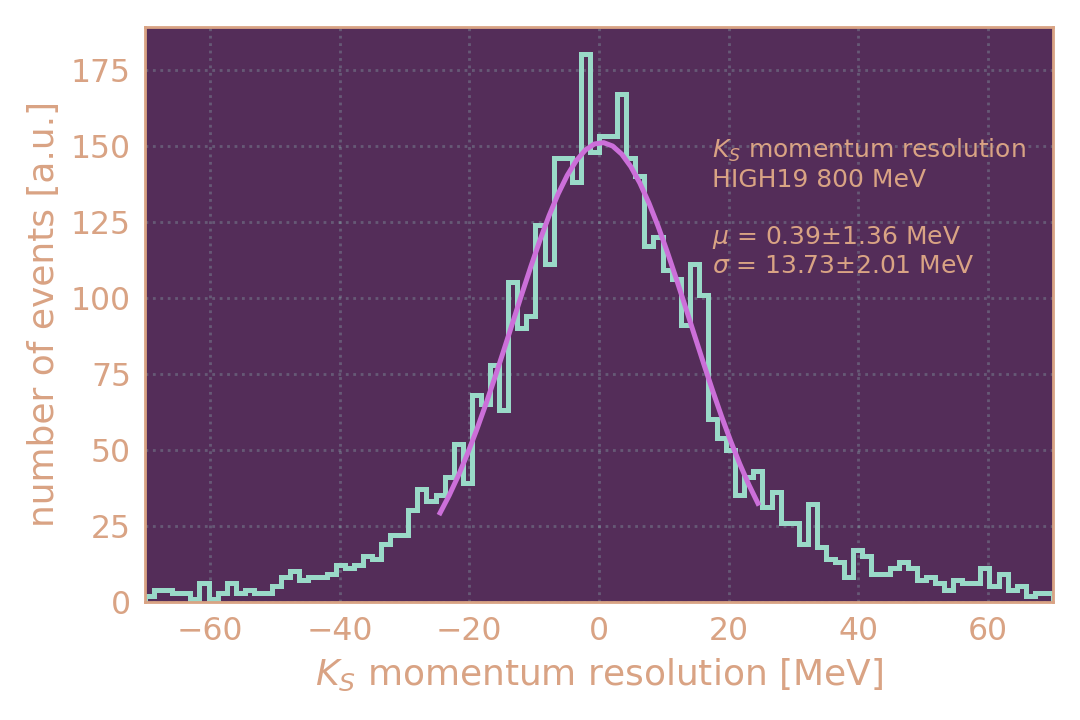 number of events [a.u.]
175
150
125
100
75
50
25
0
K_S momentum resolution
HIGH19 800 MeV
μ = 0.39±1.36 MeV
σ = 13.73±2.01 MeV
−60 −40 −20 0 20 40 60
K_S momentum resolution [MeV]